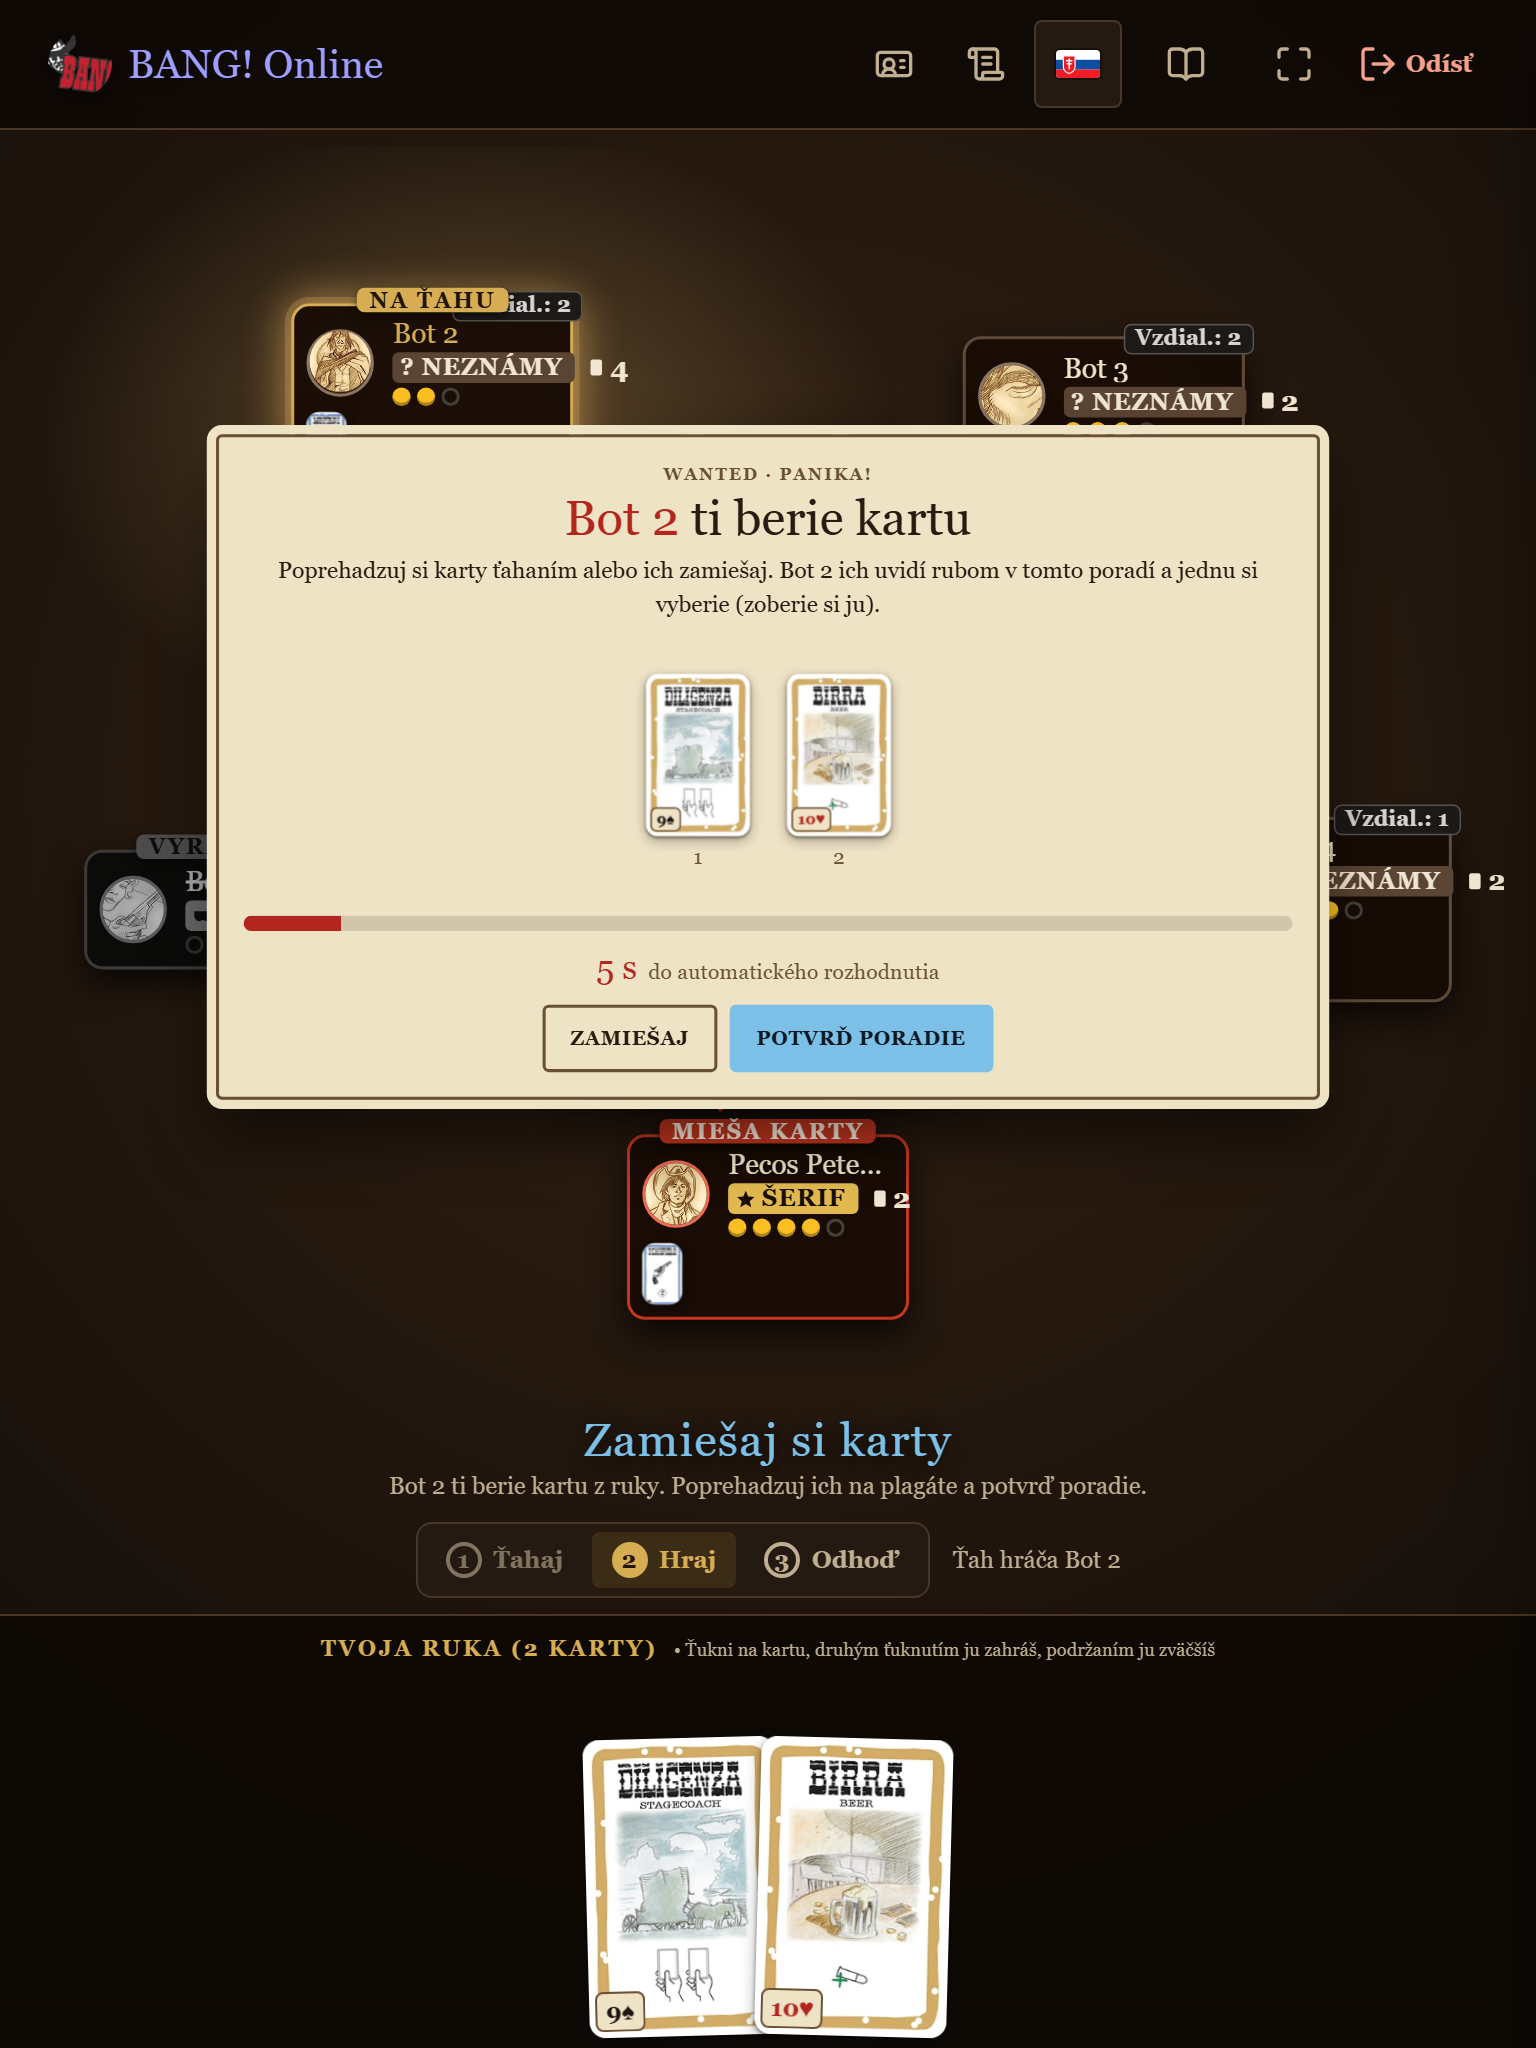 BANG! Online
Odísť
NA ŤAHU
ial.: 2
Bot 2
? NEZNÁMY
4
Vzdial.: 2
Bot 3
? NEZNÁMY
2
WANTED · PANIKA!
Bot 2 ti berie kartu
Poprehadzuj si karty ťahaním alebo ich zamiešaj. Bot 2 ich uvidí rubom v tomto poradí a jednu si
vyberie (zoberie si ju).
DILIGENZA
STAGECOACH
9♠
1
BIRRA
BEER
10♥
2
Vzdial.: 1
4
EZNÁMY
2
VYR
B
5 s do automatického rozhodnutia
ZAMIEŠAJ
POTVRĎ PORADIE
MIEŠA KARTY
Pecos Pete...
★ ŠERIF
2
Zamiešaj si karty
Bot 2 ti berie kartu z ruky. Poprehadzuj ich na plagáte a potvrď poradie.
1 Ťahaj
2 Hraj
3 Odhoď
Ťah hráča Bot 2
TVOJA RUKA (2 KARTY) • Ťukni na kartu, druhým ťuknutím ju zahráš, podržaním ju zväčšíš
DILIGENZA
STAGECOACH
9♠
BIRRA
BEER
10♥